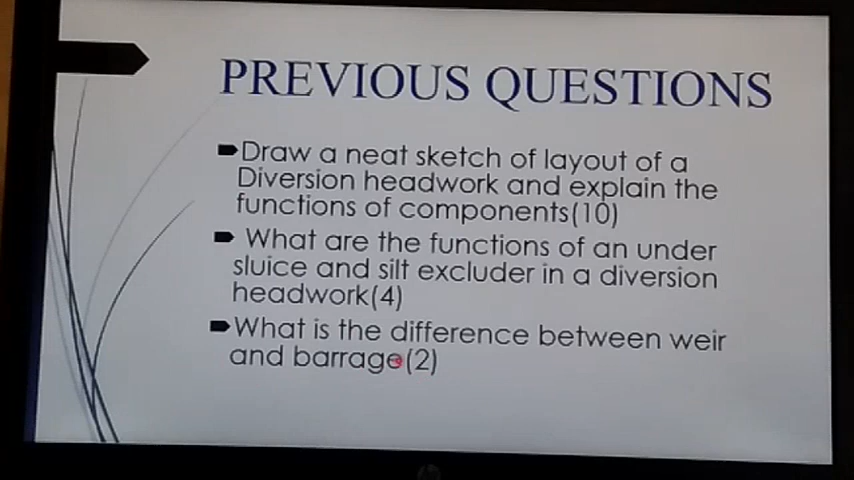 PREVIOUS QUESTIONS
Draw a neat sketch of layout of a
Diversion headwork and explain the
functions of components(10)
What are the functions of an under
sluice and silt excluder in a diversion
headwork(4)
What is the difference between weir
and barrage(2)